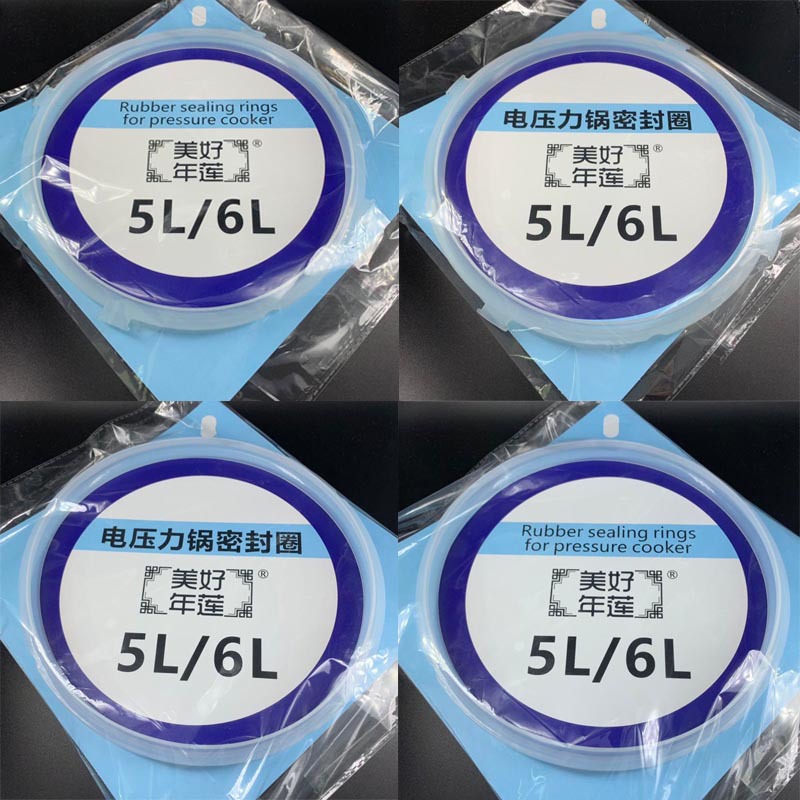 Rubber sealing rings
for pressure cooker
美好®
年莲
5L/6L
电压力锅密封圈
美好®
年莲
5L/6L
电压力锅密封圈
美好®
年莲
5L/6L
Rubber sealing rings
for pressure cooker
美好®
年莲
5L/6L